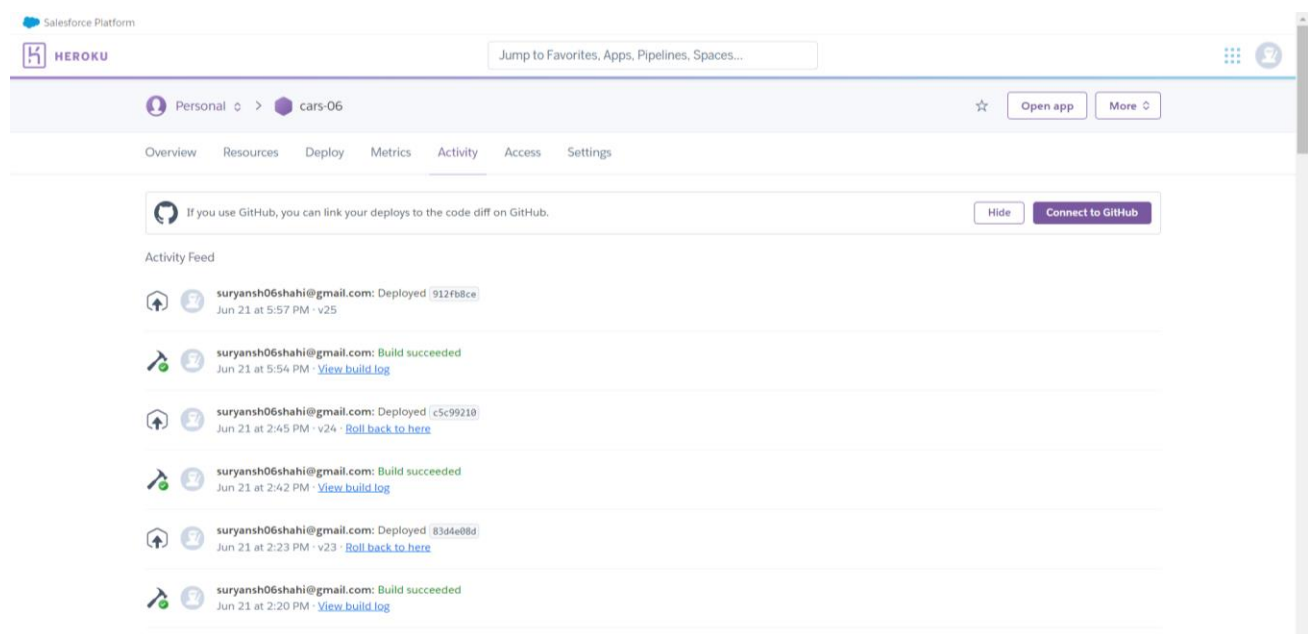 Salesforce Platform
HEROKU
Jump to Favorites, Apps, Pipelines, Spaces...
Personal > cars-06
Open app
More
Overview Resources Deploy Metrics Activity Access Settings
If you use GitHub, you can link your deploys to the code diff on GitHub.
Hide
Connect to GitHub
Activity Feed
suryansh06shahi@gmail.com: Deployed 912fb8ce
Jun 21 at 5:57 PM · v25
suryansh06shahi@gmail.com: Build succeeded
Jun 21 at 5:54 PM · View build log
suryansh06shahi@gmail.com: Deployed c5c99210
Jun 21 at 2:45 PM · v24 · Roll back to here
suryansh06shahi@gmail.com: Build succeeded
Jun 21 at 2:42 PM · View build log
suryansh06shahi@gmail.com: Deployed 83d4e08d
Jun 21 at 2:23 PM · v23 · Roll back to here
suryansh06shahi@gmail.com: Build succeeded
Jun 21 at 2:20 PM · View build log